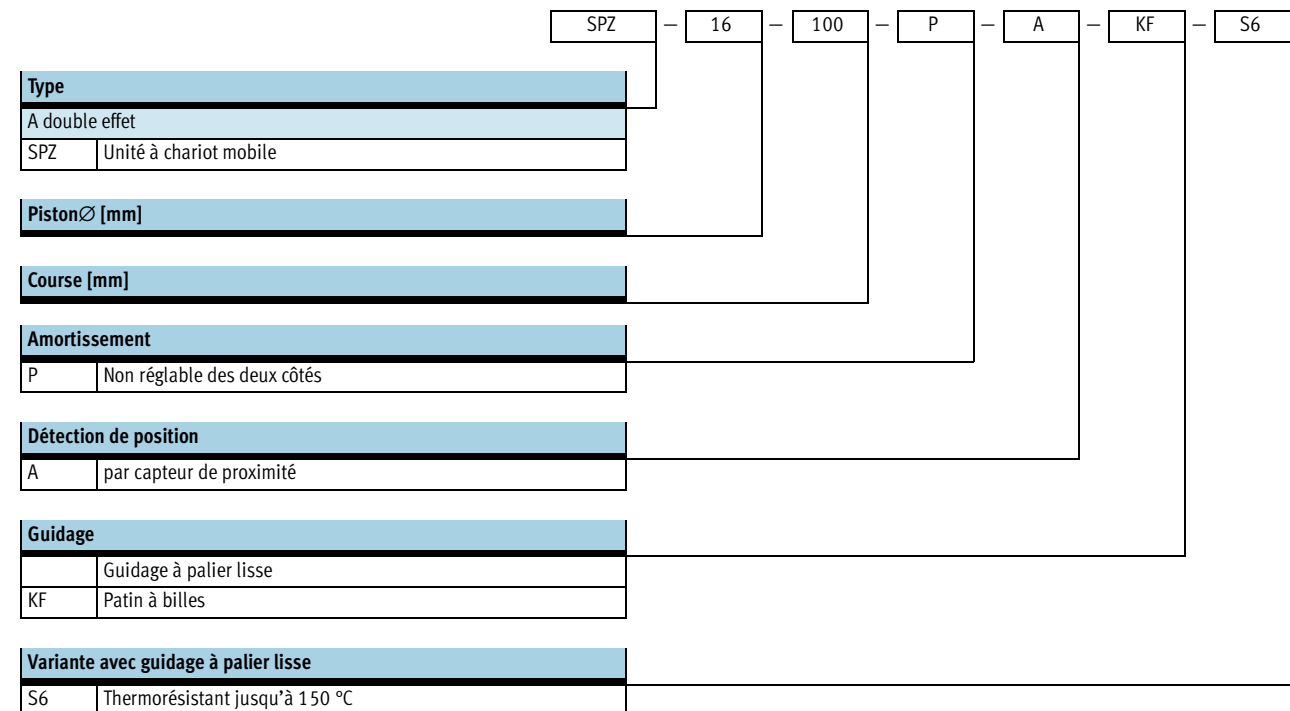 SPZ – 16 – 100 – P – A – KF – S6
Type
A double effet
SPZ Unité à chariot mobile
Piston∅ [mm]
Course [mm]
Amortissement
P Non réglable des deux côtés
Détection de position
A par capteur de proximité
Guidage
Guidage à palier lisse
KF Patin à billes
Variante avec guidage à palier lisse
S6 Thermorésistant jusqu'à 150 °C